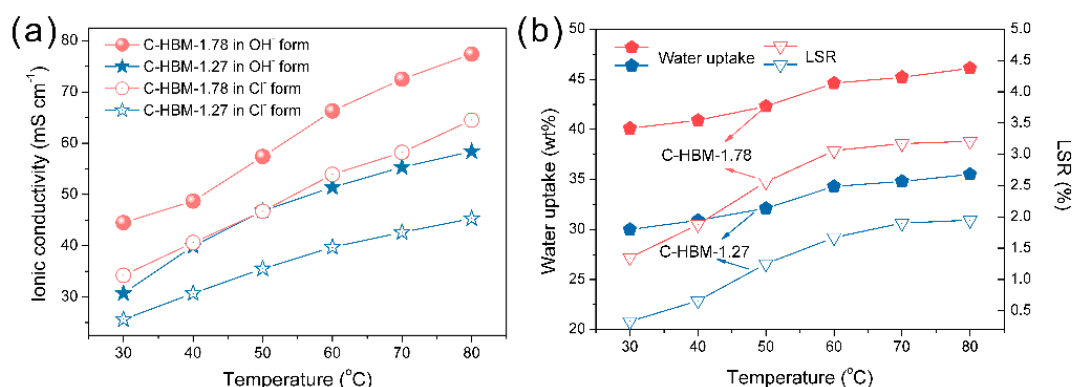 (a)
C-HBM-1.78 in OH⁻ form
C-HBM-1.27 in OH⁻ form
C-HBM-1.78 in Cl⁻ form
C-HBM-1.27 in Cl⁻ form
Ionic conductivity (mS cm⁻¹)
80
70
60
50
40
30
30 40 50 60 70 80
Temperature (°C)
(b)
Water uptake LSR
C-HBM-1.78
C-HBM-1.27
Water uptake (wt%)
50
45
40
35
30
25
20
5.0
4.5
4.0
3.5
3.0
2.5
2.0
1.5
1.0
0.5
LSR (%)
30 40 50 60 70 80
Temperature (°C)